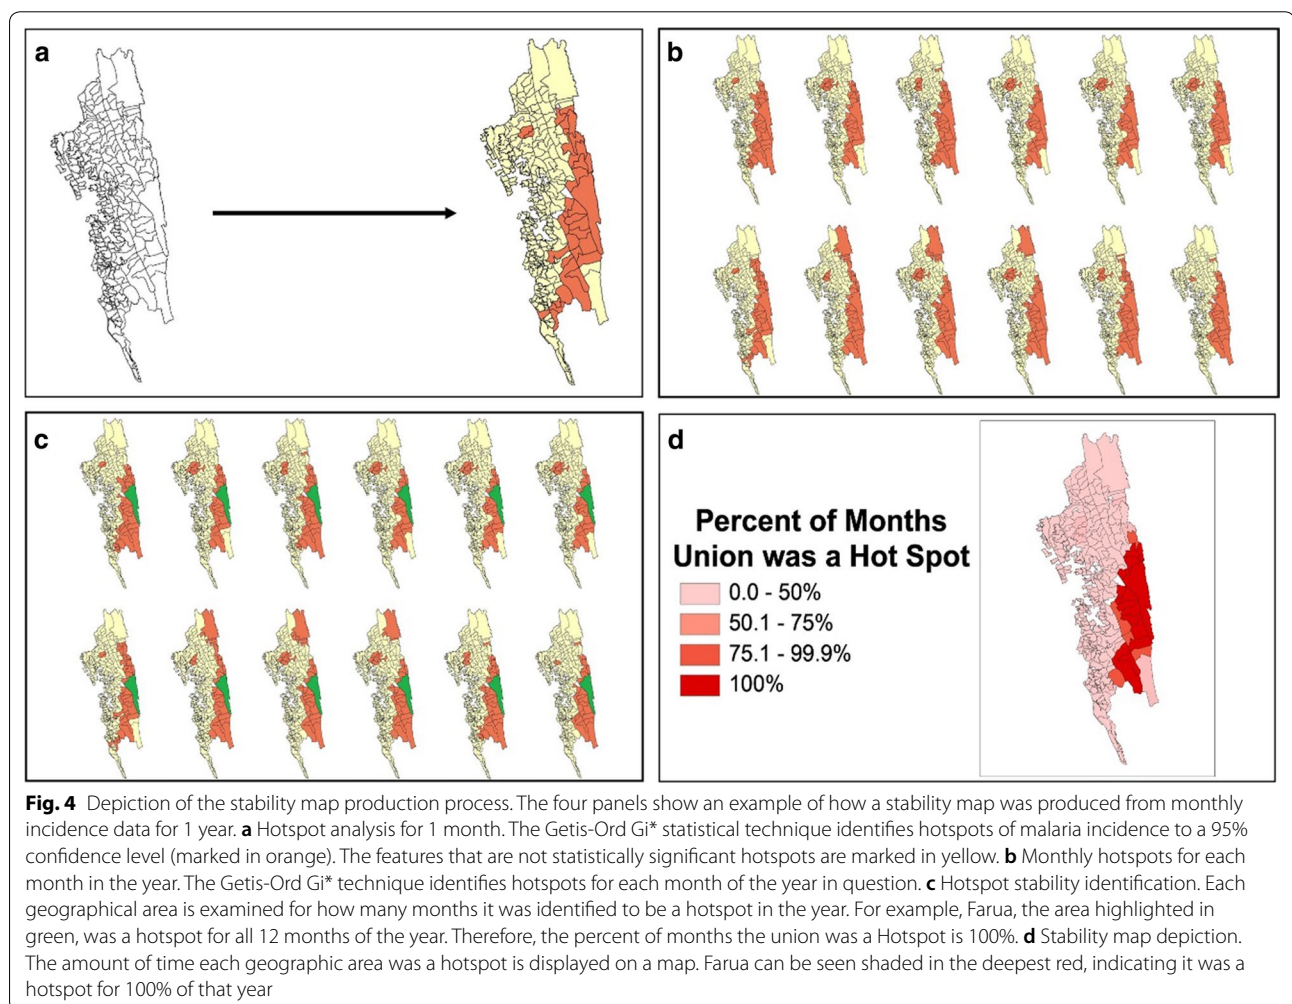 a
b
c
d
Percent of Months
Union was a Hot Spot
0.0 - 50%
50.1 - 75%
75.1 - 99.9%
100%
Fig. 4 Depiction of the stability map production process. The four panels show an example of how a stability map was produced from monthly
incidence data for 1 year. a Hotspot analysis for 1 month. The Getis-Ord Gi* statistical technique identifies hotspots of malaria incidence to a 95%
confidence level (marked in orange). The features that are not statistically significant hotspots are marked in yellow. b Monthly hotspots for each
month in the year. The Getis-Ord Gi* technique identifies hotspots for each month of the year in question. c Hotspot stability identification. Each
geographical area is examined for how many months it was identified to be a hotspot in the year. For example, Farua, the area highlighted in
green, was a hotspot for all 12 months of the year. Therefore, the percent of months the union was a Hotspot is 100%. d Stability map depiction.
The amount of time each geographic area was a hotspot is displayed on a map. Farua can be seen shaded in the deepest red, indicating it was a
hotspot for 100% of that year